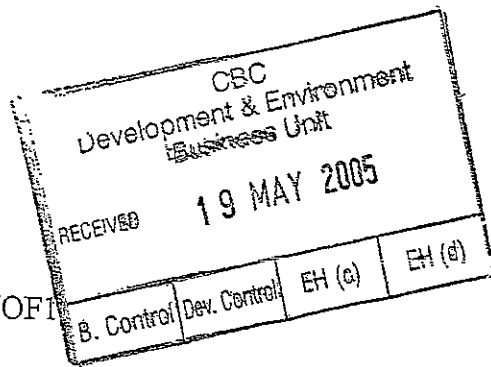 CBC
Development & Environment
Business Unit
RECEIVED 19 MAY 2005
B. Control Dev. Control EH (c) EH (d)